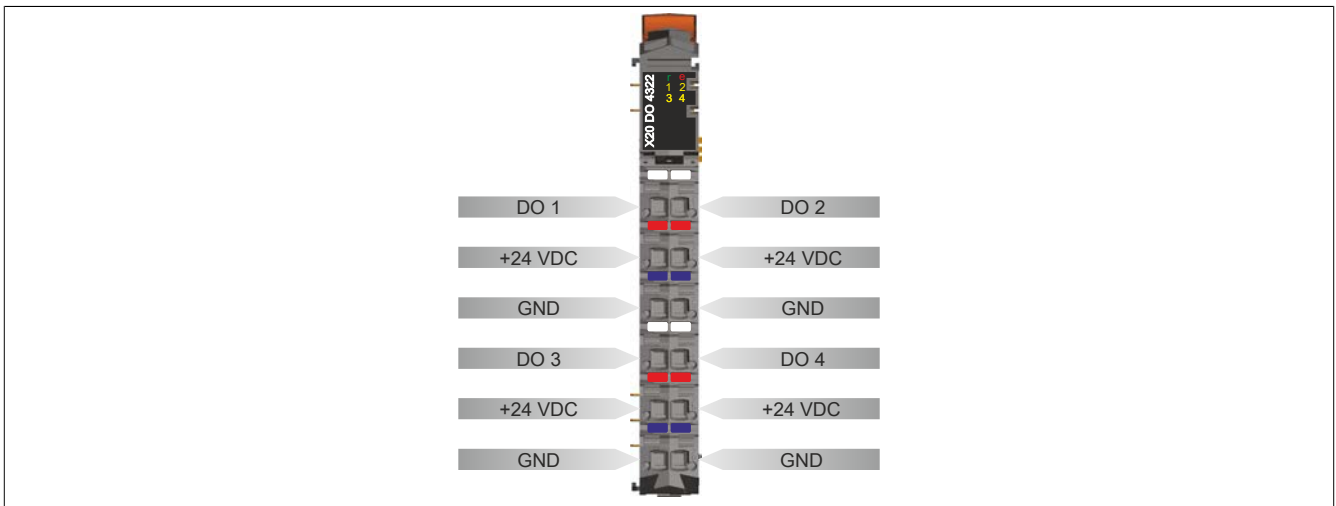 X20 DO 4322
r e
1 2
3 4
DO 1 DO 2
+24 VDC +24 VDC
GND GND
DO 3 DO 4
+24 VDC +24 VDC
GND GND